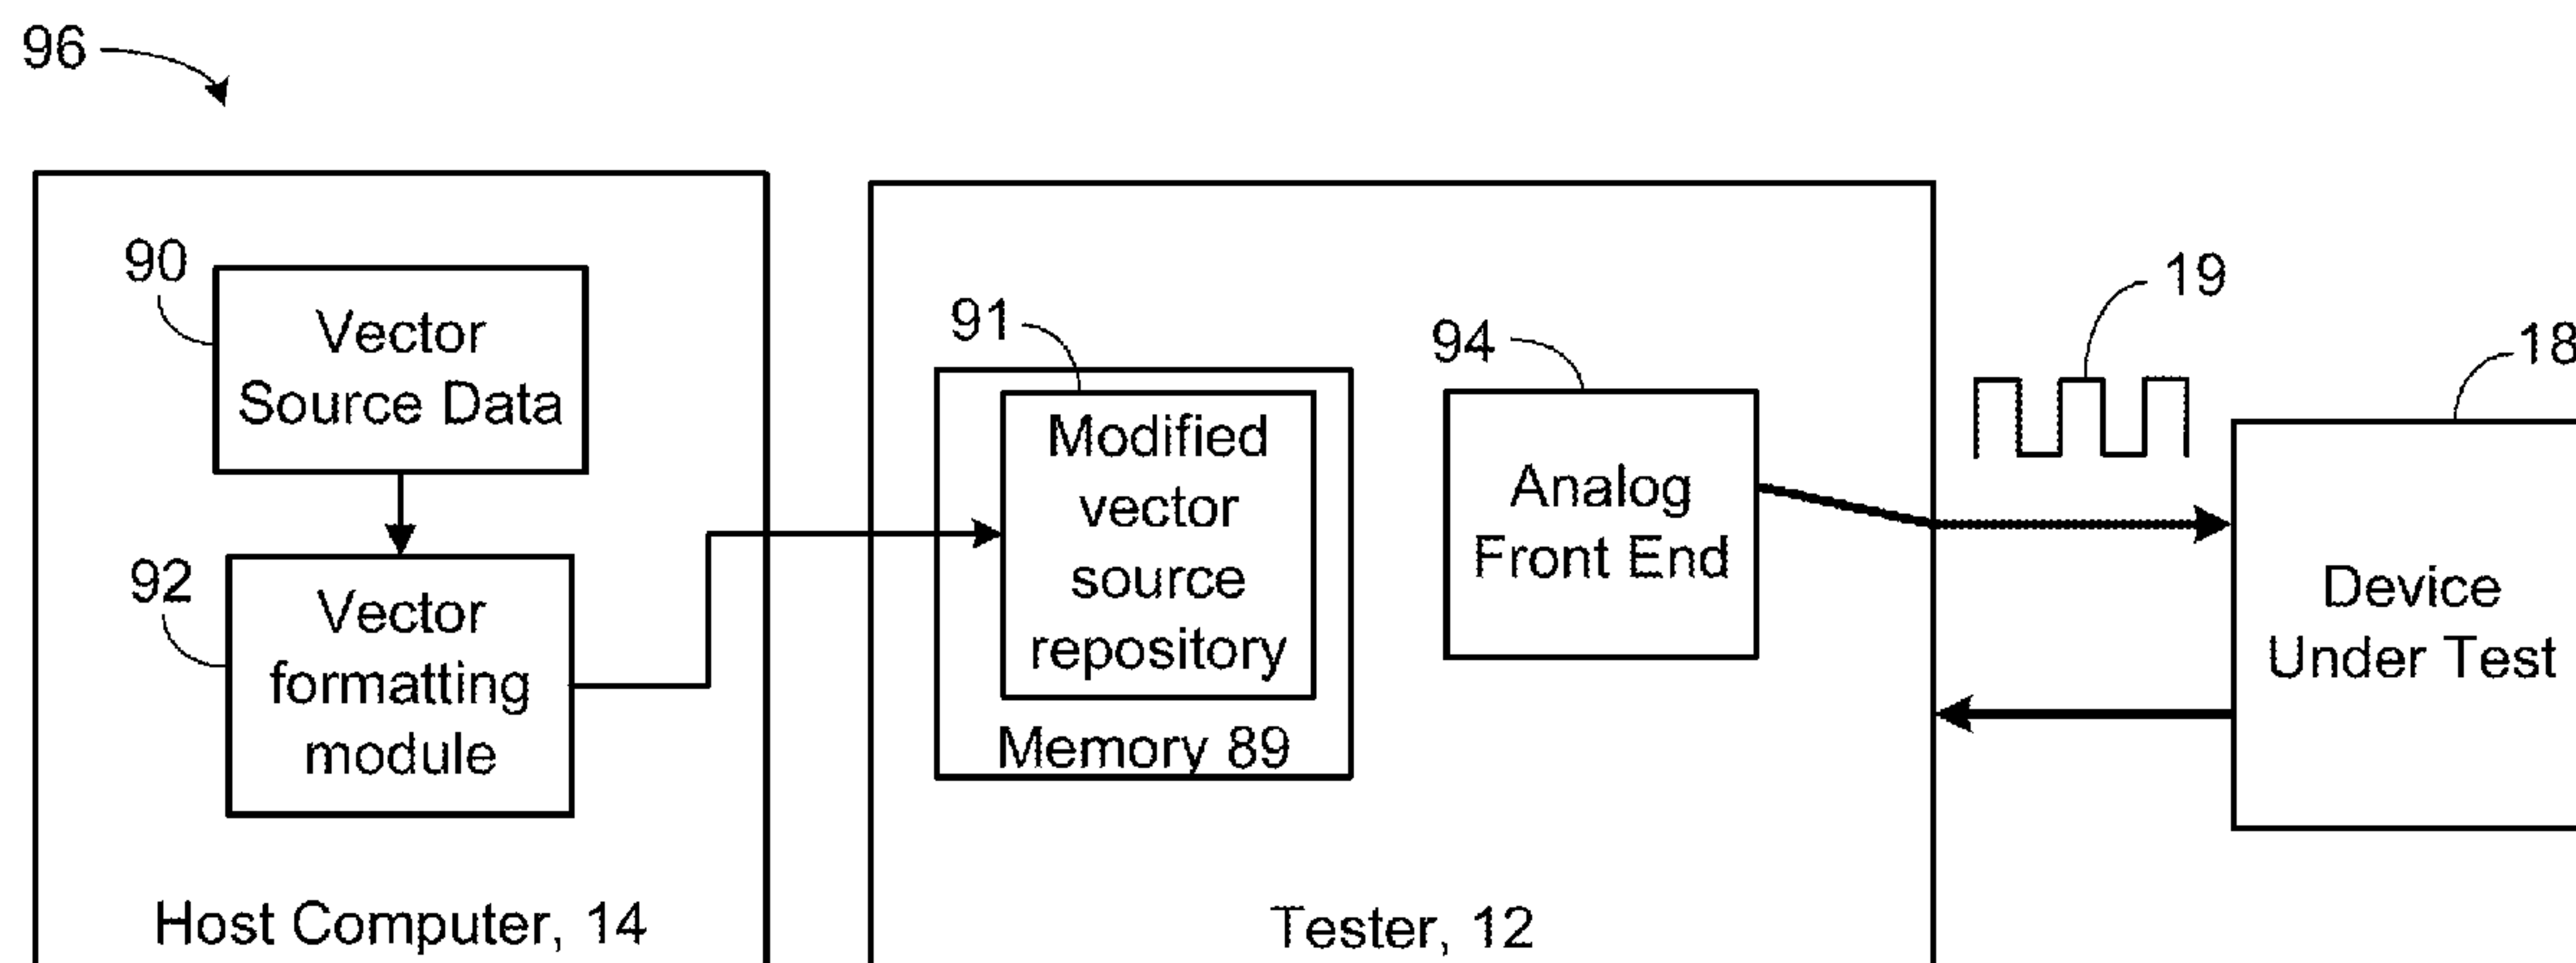 96
90
Vector
Source Data
92
Vector
formatting
module
Host Computer, 14
91
Modified
vector
source
repository
Memory 89
94
Analog
Front End
Tester, 12
19
18
Device
Under Test